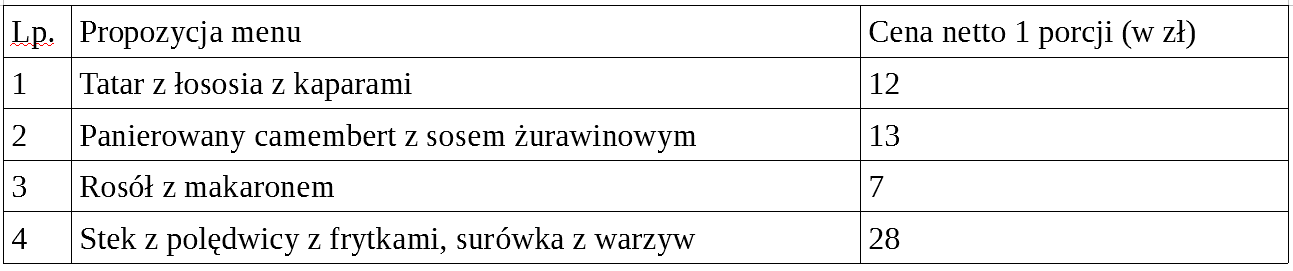 Lp. Propozycja menu Cena netto 1 porcji (w zł)
1 Tatar z łososia z kaparami 12
2 Panierowany camembert z sosem żurawinowym 13
3 Rosół z makaronem 7
4 Stek z polędwicy z frytkami, surówka z warzyw 28